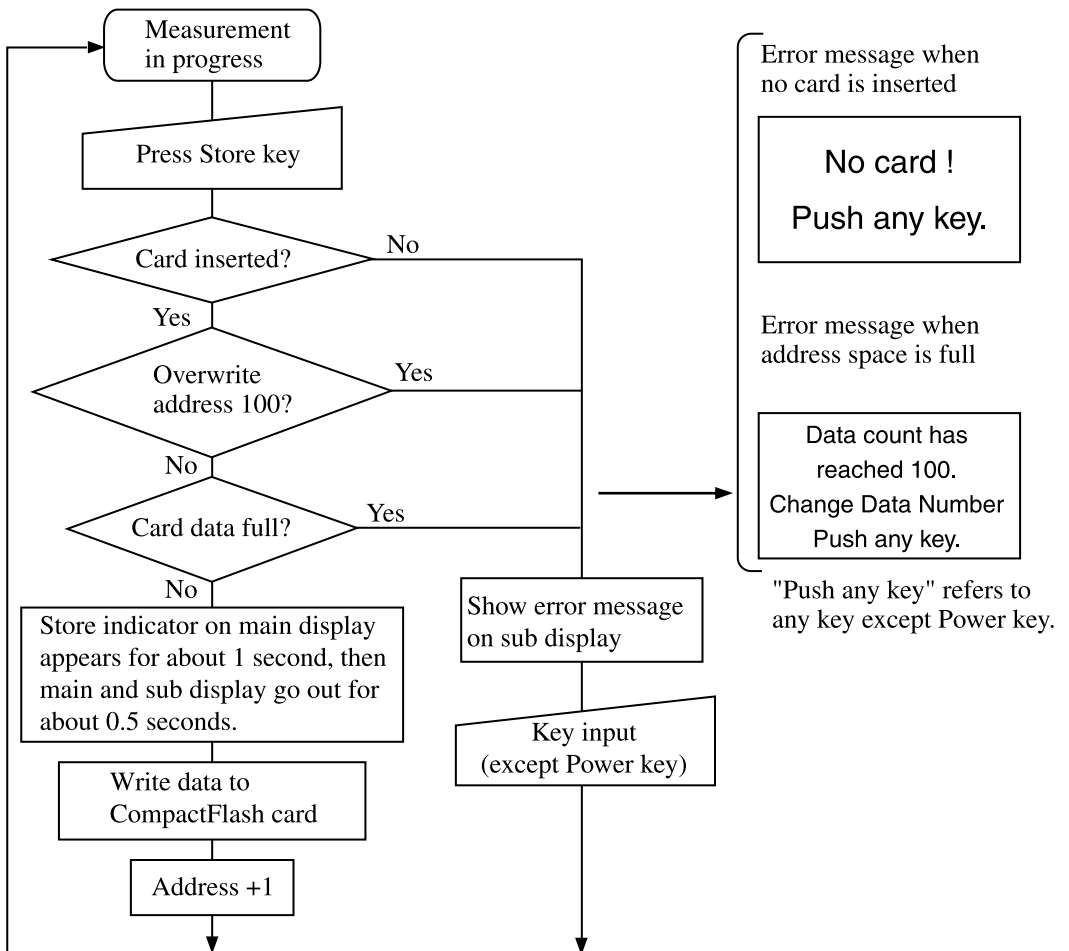 Measurement
in progress
Press Store key
Card inserted?
No
Yes
Overwrite
address 100?
Yes
No
Card data full?
Yes
No
Store indicator on main display
appears for about 1 second, then
main and sub display go out for
about 0.5 seconds.
Write data to
CompactFlash card
Address +1
Show error message
on sub display
Key input
(except Power key)
Error message when
no card is inserted
No card !
Push any key.
Error message when
address space is full
Data count has
reached 100.
Change Data Number
Push any key.
"Push any key" refers to
any key except Power key.